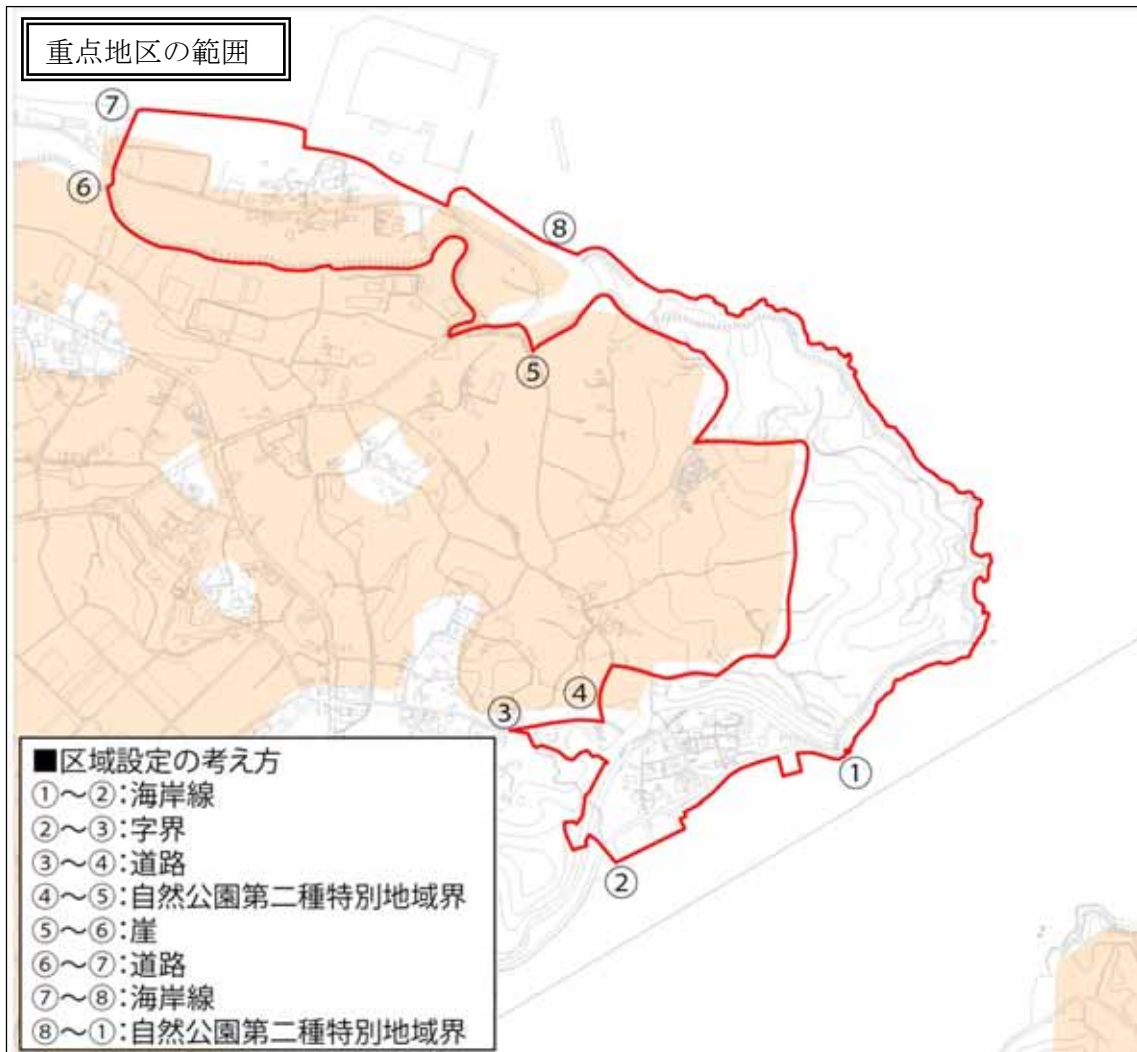 重点地区の範囲
⑦
⑥
⑧
⑤
④
③
①
②
■区域設定の考え方
①～②：海岸線
②～③：字界
③～④：道路
④～⑤：自然公園第二種特別地域界
⑤～⑥：崖
⑥～⑦：道路
⑦～⑧：海岸線
⑧～①：自然公園第二種特別地域界